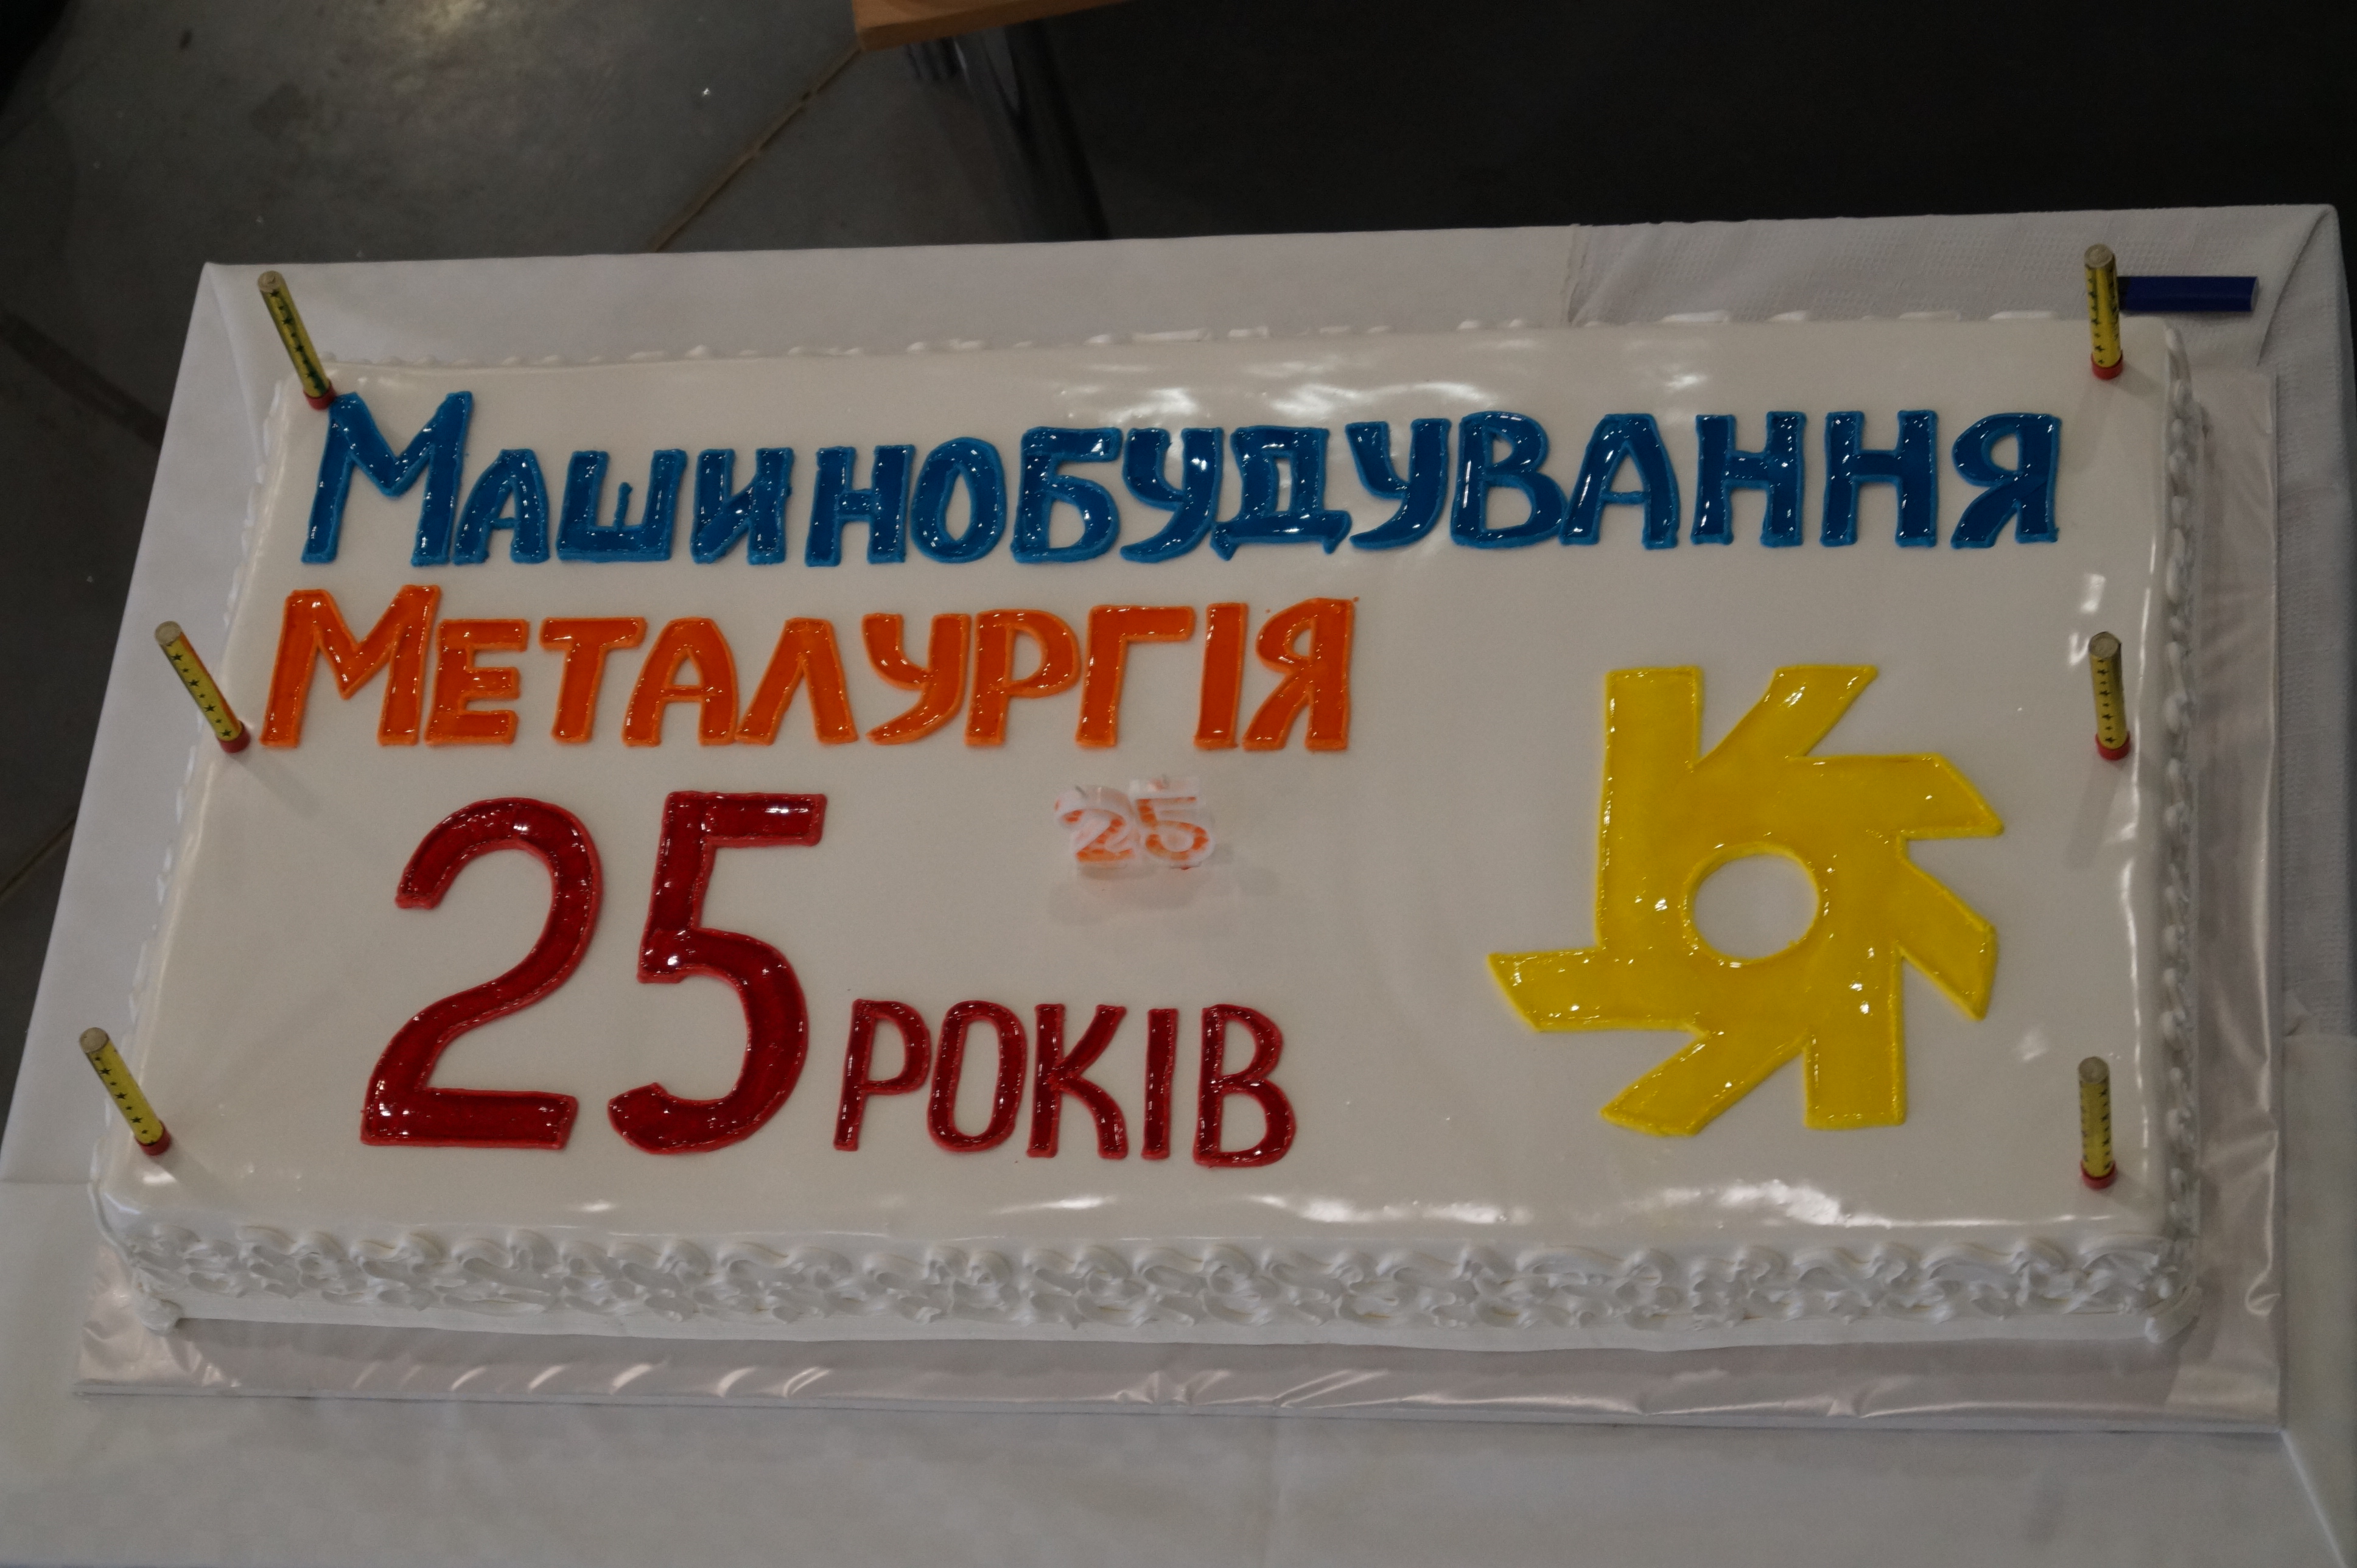 Машинобудування
Металургія
25
25 років